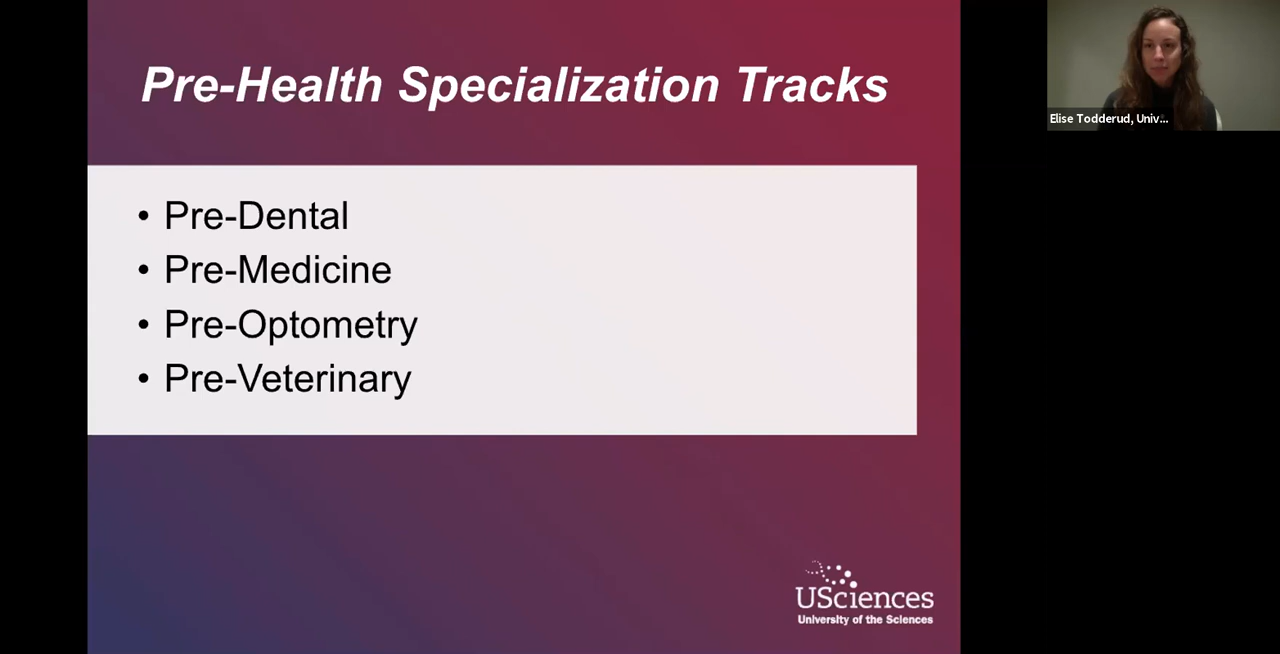 Pre-Health Specialization Tracks
• Pre-Dental
• Pre-Medicine
• Pre-Optometry
• Pre-Veterinary
USciences
University of the Sciences
Elise Todderud, Univ...